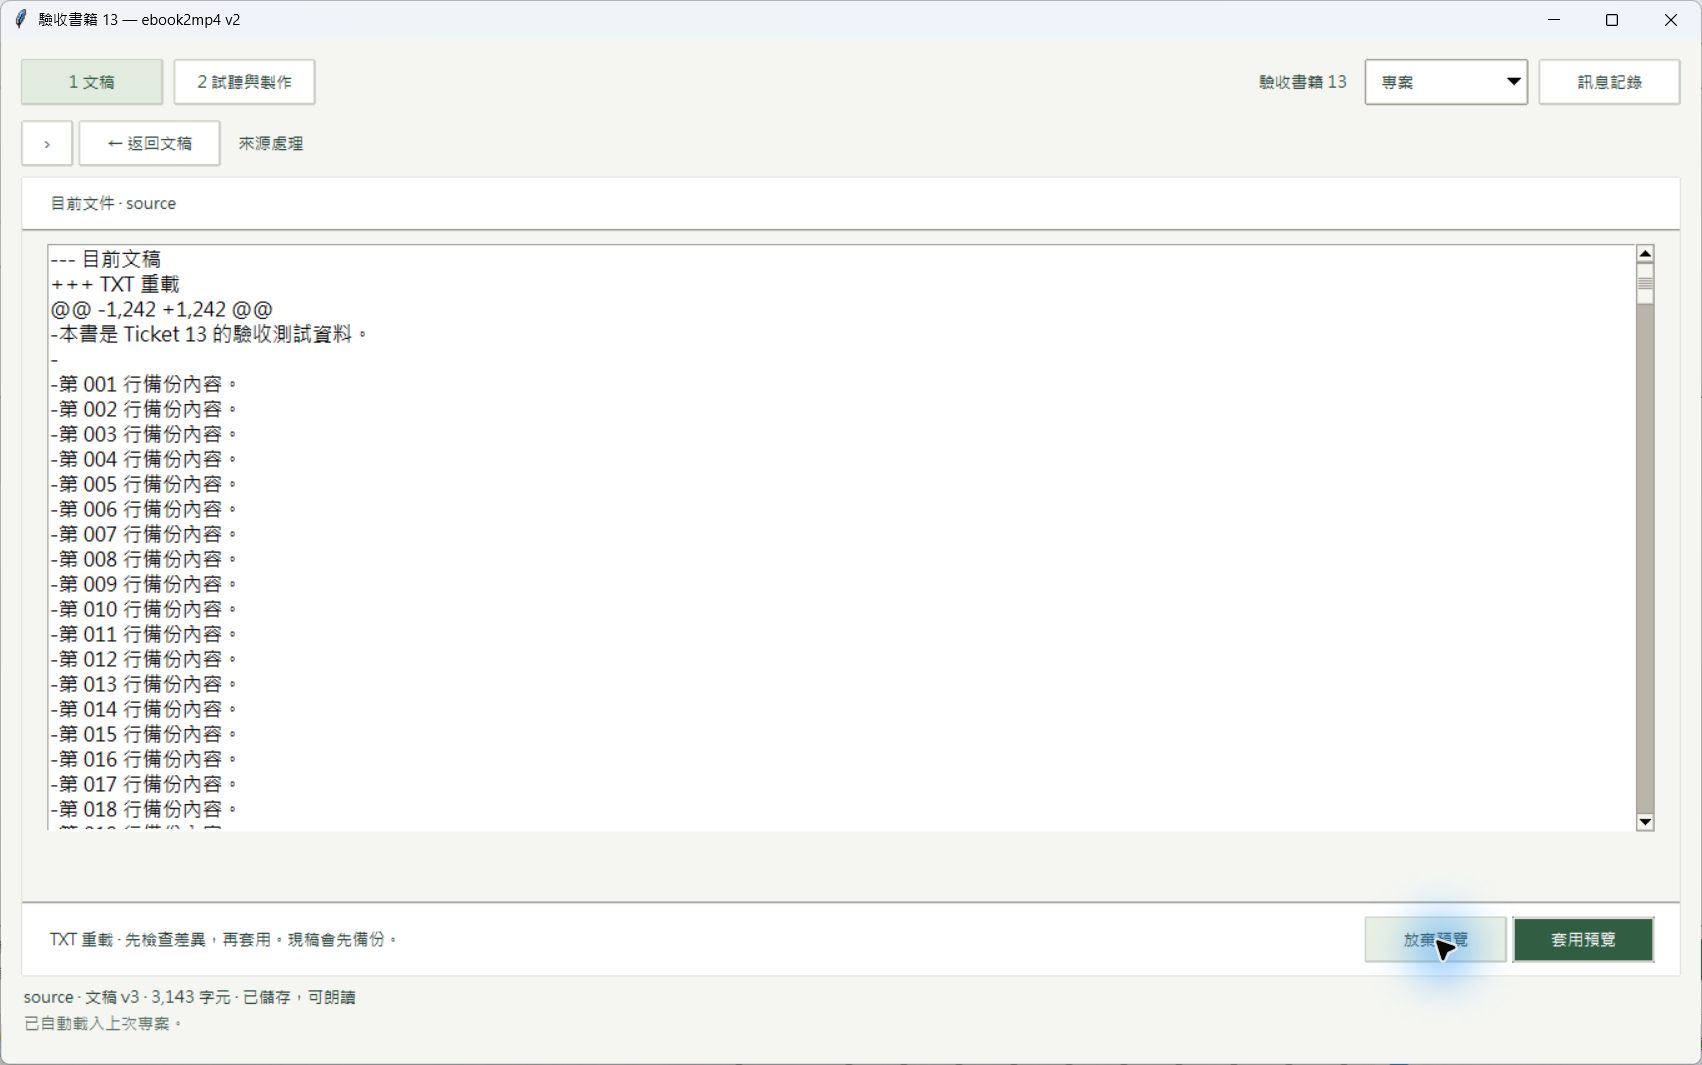 驗收書籍 13 — ebook2mp4 v2
1 文稿
2 試聽與製作
驗收書籍 13
專案
訊息記錄
›
← 返回文稿
來源處理
目前文件 · source
--- 目前文稿
+++ TXT 重載
@@ -1,242 +1,242 @@
-本書是 Ticket 13 的驗收測試資料。
-
-第 001 行備份內容。
-第 002 行備份內容。
-第 003 行備份內容。
-第 004 行備份內容。
-第 005 行備份內容。
-第 006 行備份內容。
-第 007 行備份內容。
-第 008 行備份內容。
-第 009 行備份內容。
-第 010 行備份內容。
-第 011 行備份內容。
-第 012 行備份內容。
-第 013 行備份內容。
-第 014 行備份內容。
-第 015 行備份內容。
-第 016 行備份內容。
-第 017 行備份內容。
-第 018 行備份內容。
TXT 重載 · 先檢查差異，再套用。現稿會先備份。
放棄預覽
套用預覽
source · 文稿 v3 · 3,143 字元 · 已儲存，可朗讀
已自動載入上次專案。